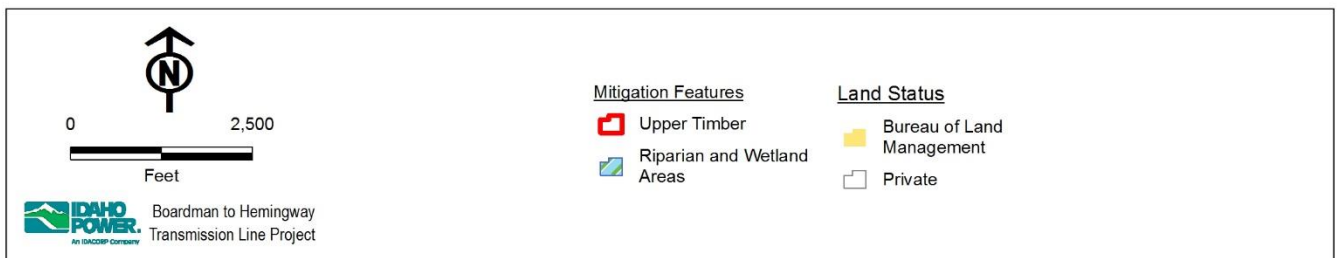 N
0 2,500
Feet
IDAHO
POWER.
An IDACORP Company
Boardman to Hemingway
Transmission Line Project
Mitigation Features
Upper Timber
Riparian and Wetland
Areas
Land Status
Bureau of Land
Management
Private